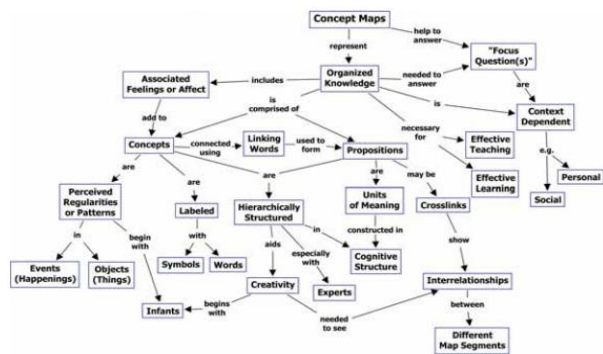 Concept Maps
help to
answer
represent
"Focus
Question(s)"
Associated
Feelings or Affect
includes
Organized
Knowledge
needed to
answer
are
is
comprised of
is
Context
Dependent
add to
Concepts
connected
using
Linking
Words
used to
form
Propositions
necessary
for
Effective
Teaching
e.g.
Personal
Effective
Learning
Social
are
are
are
are
may be
Perceived
Regularities
or Patterns
Labeled
Hierarchically
Structured
Units
of Meaning
Crosslinks
in
begin
with
with
aids
in
especially
with
constructed in
show
Events
(Happenings)
Objects
(Things)
Symbols
Words
Creativity
Cognitive
Structure
Experts
Interrelationships
Infants
begins
with
needed
to see
between
Different
Map Segments